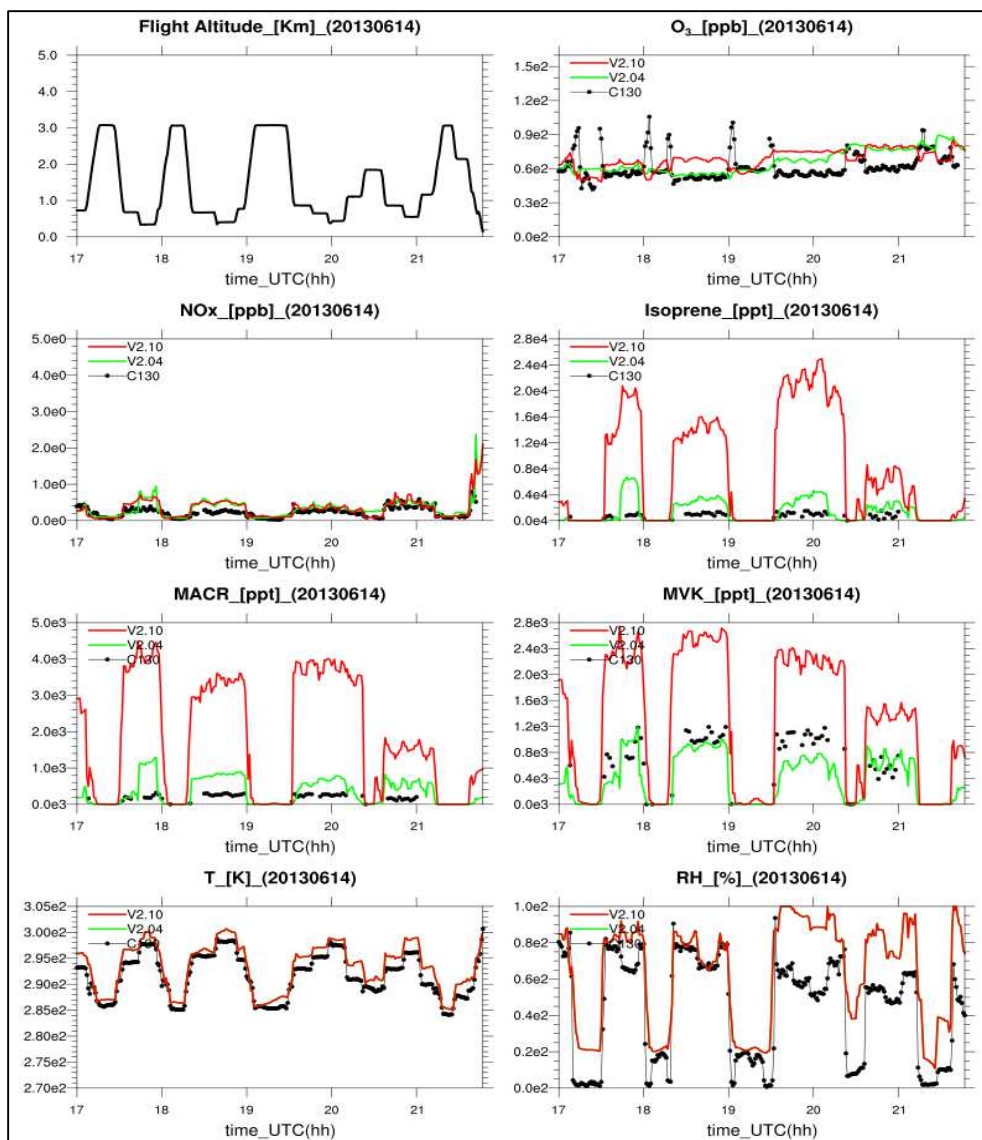 Flight Altitude_[Km]_(20130614)
5.0
4.0
3.0
2.0
1.0
0.0
17 18 19 20 21
time_UTC(hh)
O₃_[ppb]_(20130614)
V2.10
V2.04
C130
1.5e2
1.2e2
0.9e2
0.6e2
0.3e2
0.0e2
17 18 19 20 21
time_UTC(hh)
NOx_[ppb]_(20130614)
V2.10
V2.04
C130
5.0e0
4.0e0
3.0e0
2.0e0
1.0e0
0.0e0
17 18 19 20 21
time_UTC(hh)
Isoprene_[ppt]_(20130614)
V2.10
V2.04
C130
2.8e4
2.4e4
2.0e4
1.6e4
1.2e4
0.8e4
0.4e4
0.0e4
17 18 19 20 21
time_UTC(hh)
MACR_[ppt]_(20130614)
V2.10
V2.04
C130
5.0e3
4.0e3
3.0e3
2.0e3
1.0e3
0.0e3
17 18 19 20 21
time_UTC(hh)
MVK_[ppt]_(20130614)
V2.10
V2.04
C130
2.8e3
2.4e3
2.0e3
1.6e3
1.2e3
0.8e3
0.4e3
0.0e3
17 18 19 20 21
time_UTC(hh)
T_[K]_(20130614)
V2.10
V2.04
C130
3.05e2
3.00e2
2.95e2
2.90e2
2.85e2
2.80e2
2.75e2
2.70e2
17 18 19 20 21
time_UTC(hh)
RH_[%]_(20130614)
V2.10
V2.04
C130
1.0e2
0.8e2
0.6e2
0.4e2
0.2e2
0.0e2
17 18 19 20 21
time_UTC(hh)